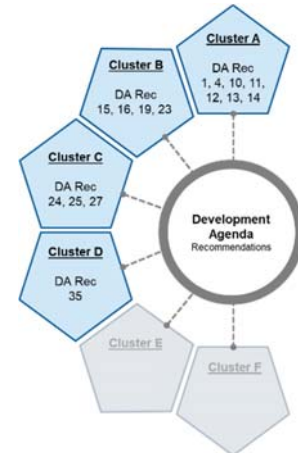 Cluster A
DA Rec
1, 4, 10, 11,
12, 13, 14
Cluster B
DA Rec
15, 16, 19, 23
Cluster C
DA Rec
24, 25, 27
Cluster D
DA Rec
35
Cluster E
Cluster F
Development
Agenda
Recommendations